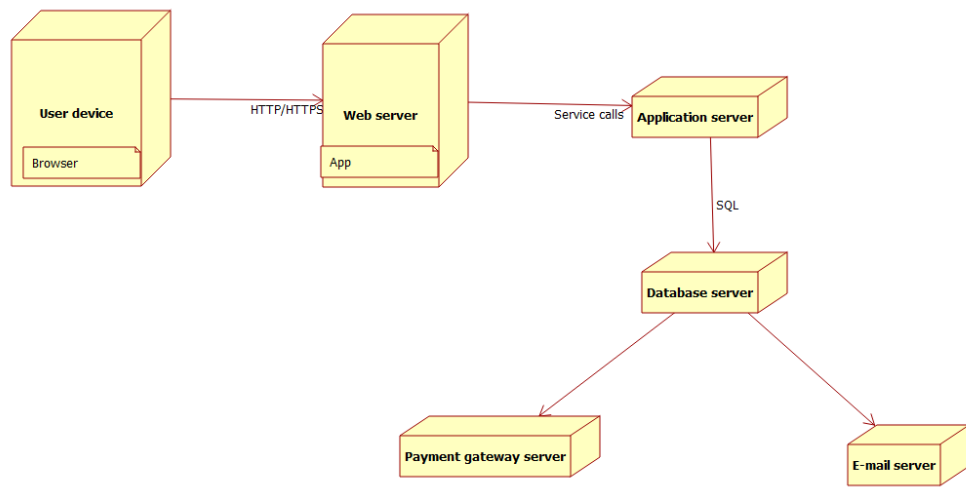 User device
Browser
HTTP/HTTPS
Web server
App
Service calls
Application server
SQL
Database server
Payment gateway server
E-mail server